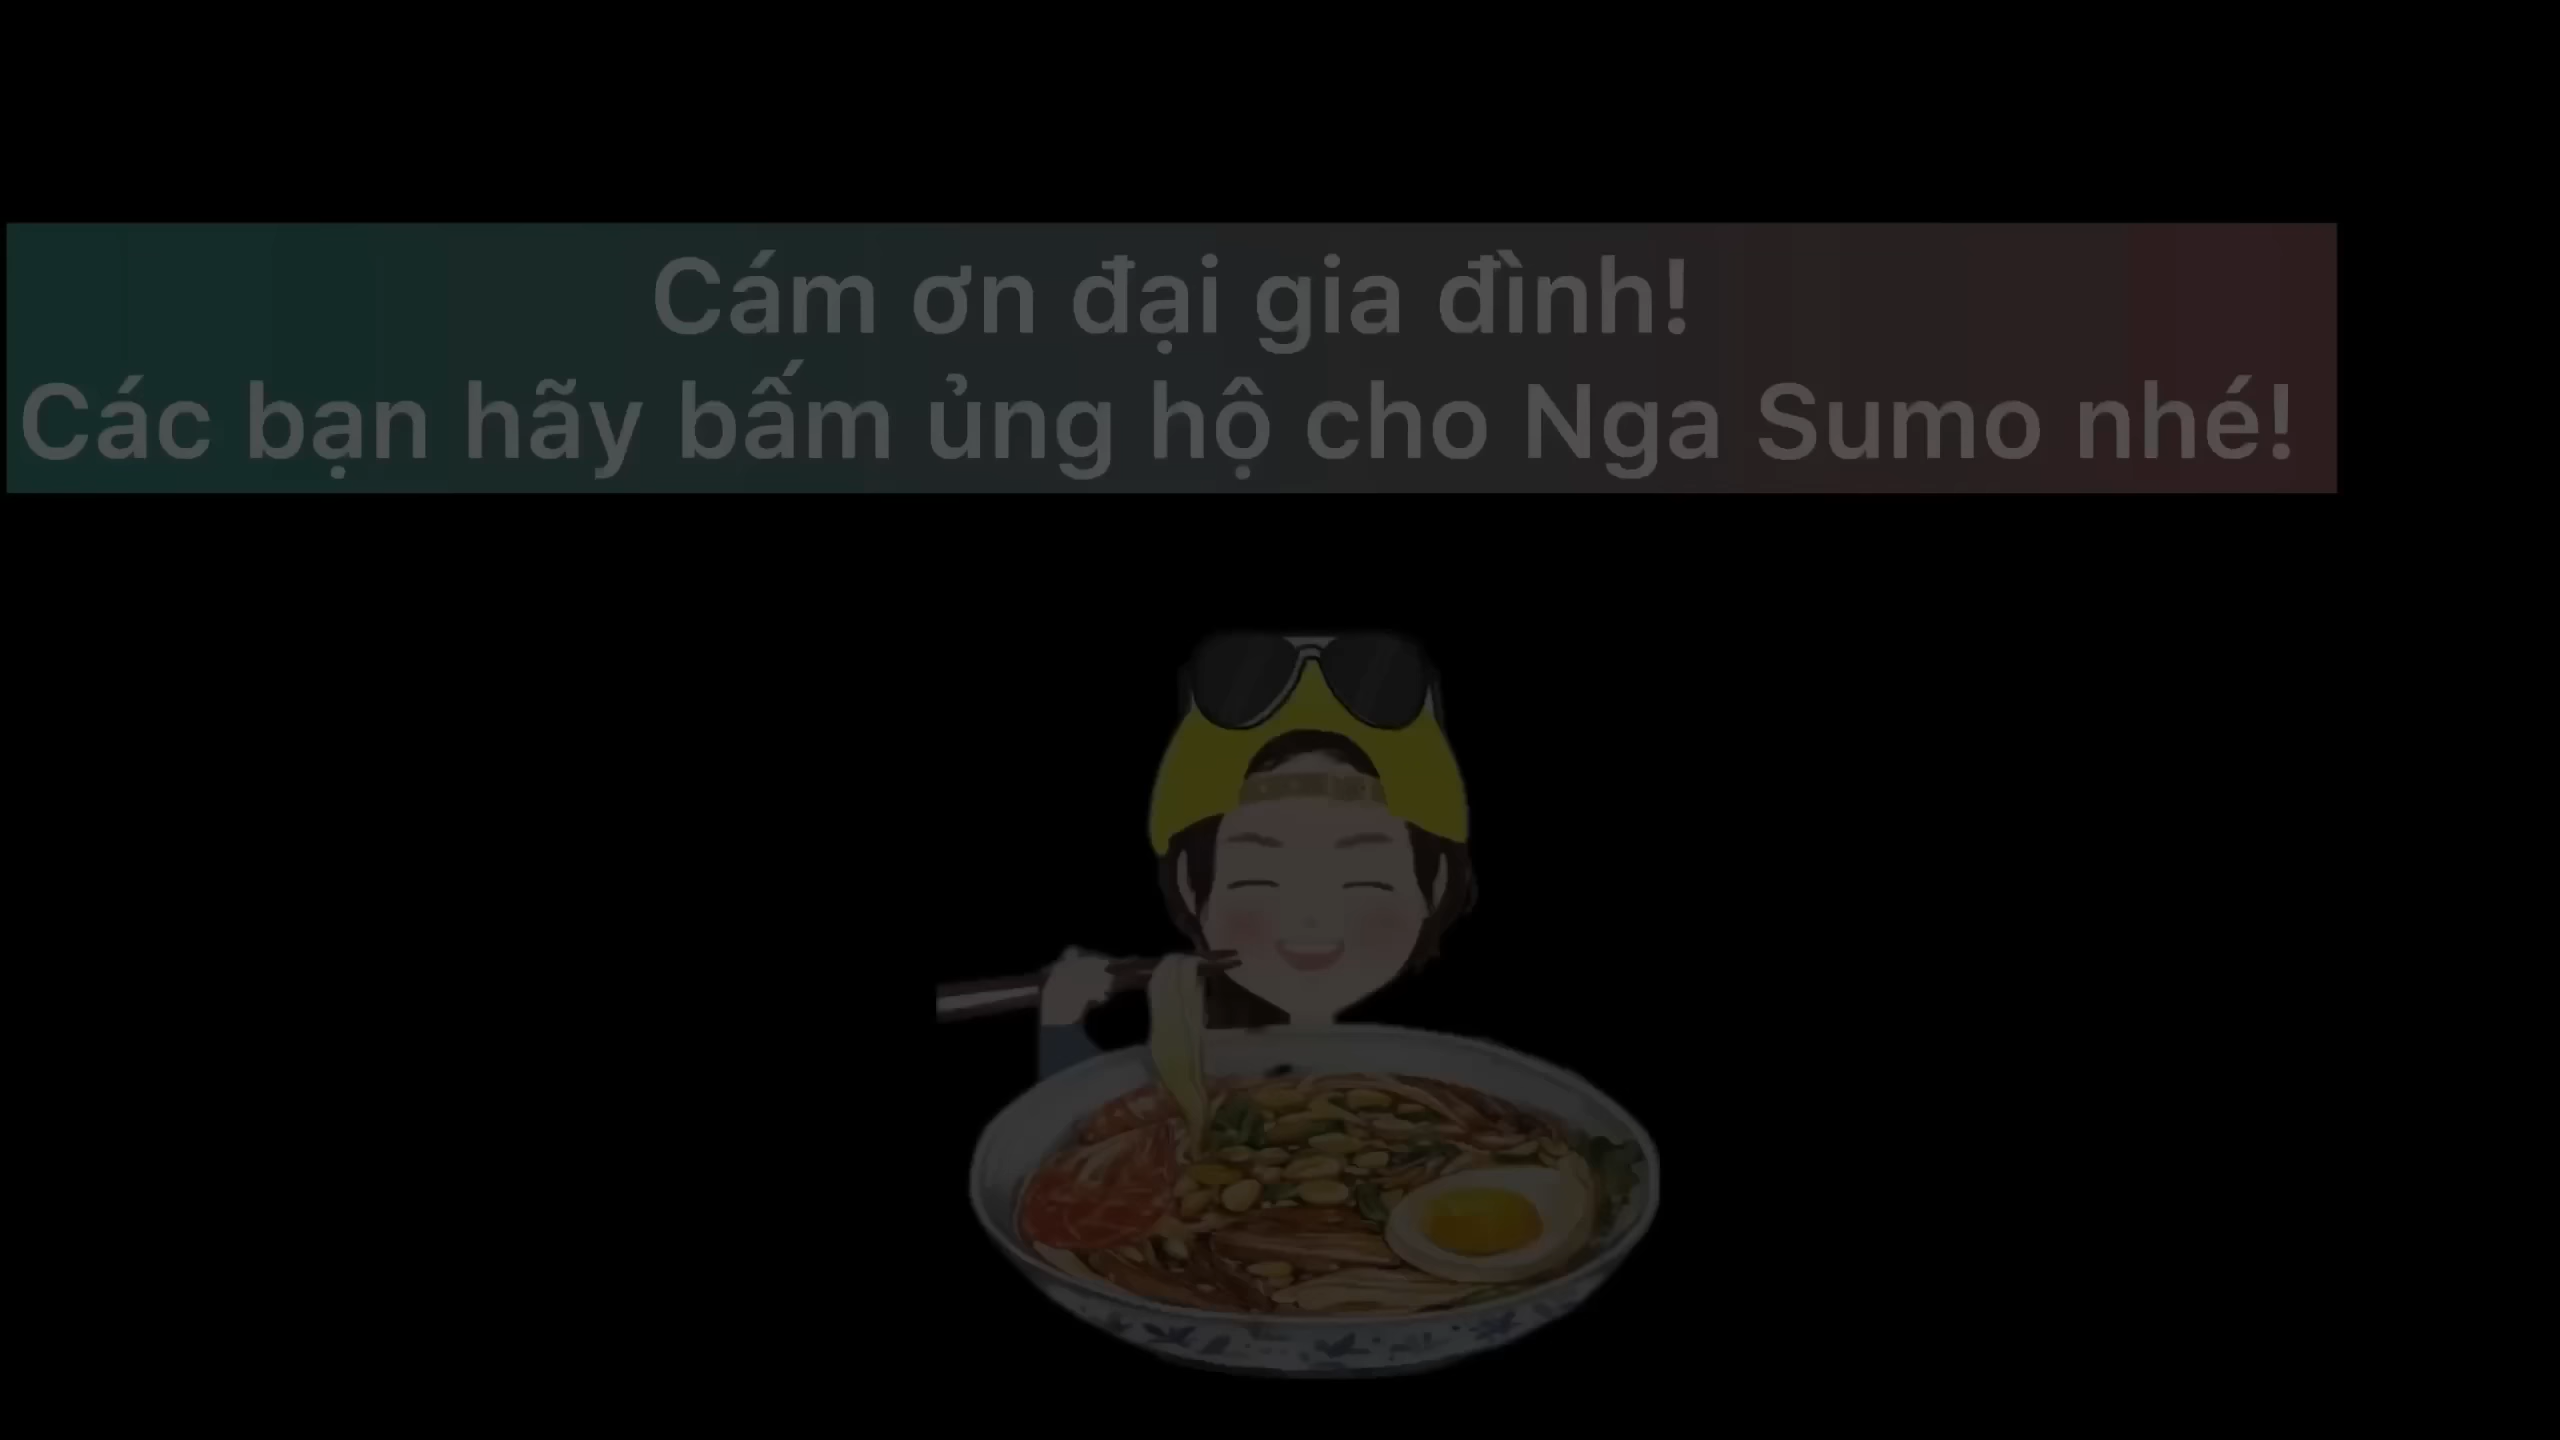 Cám ơn đại gia đình!
Các bạn hãy bấm ủng hộ cho Nga Sumo nhé!